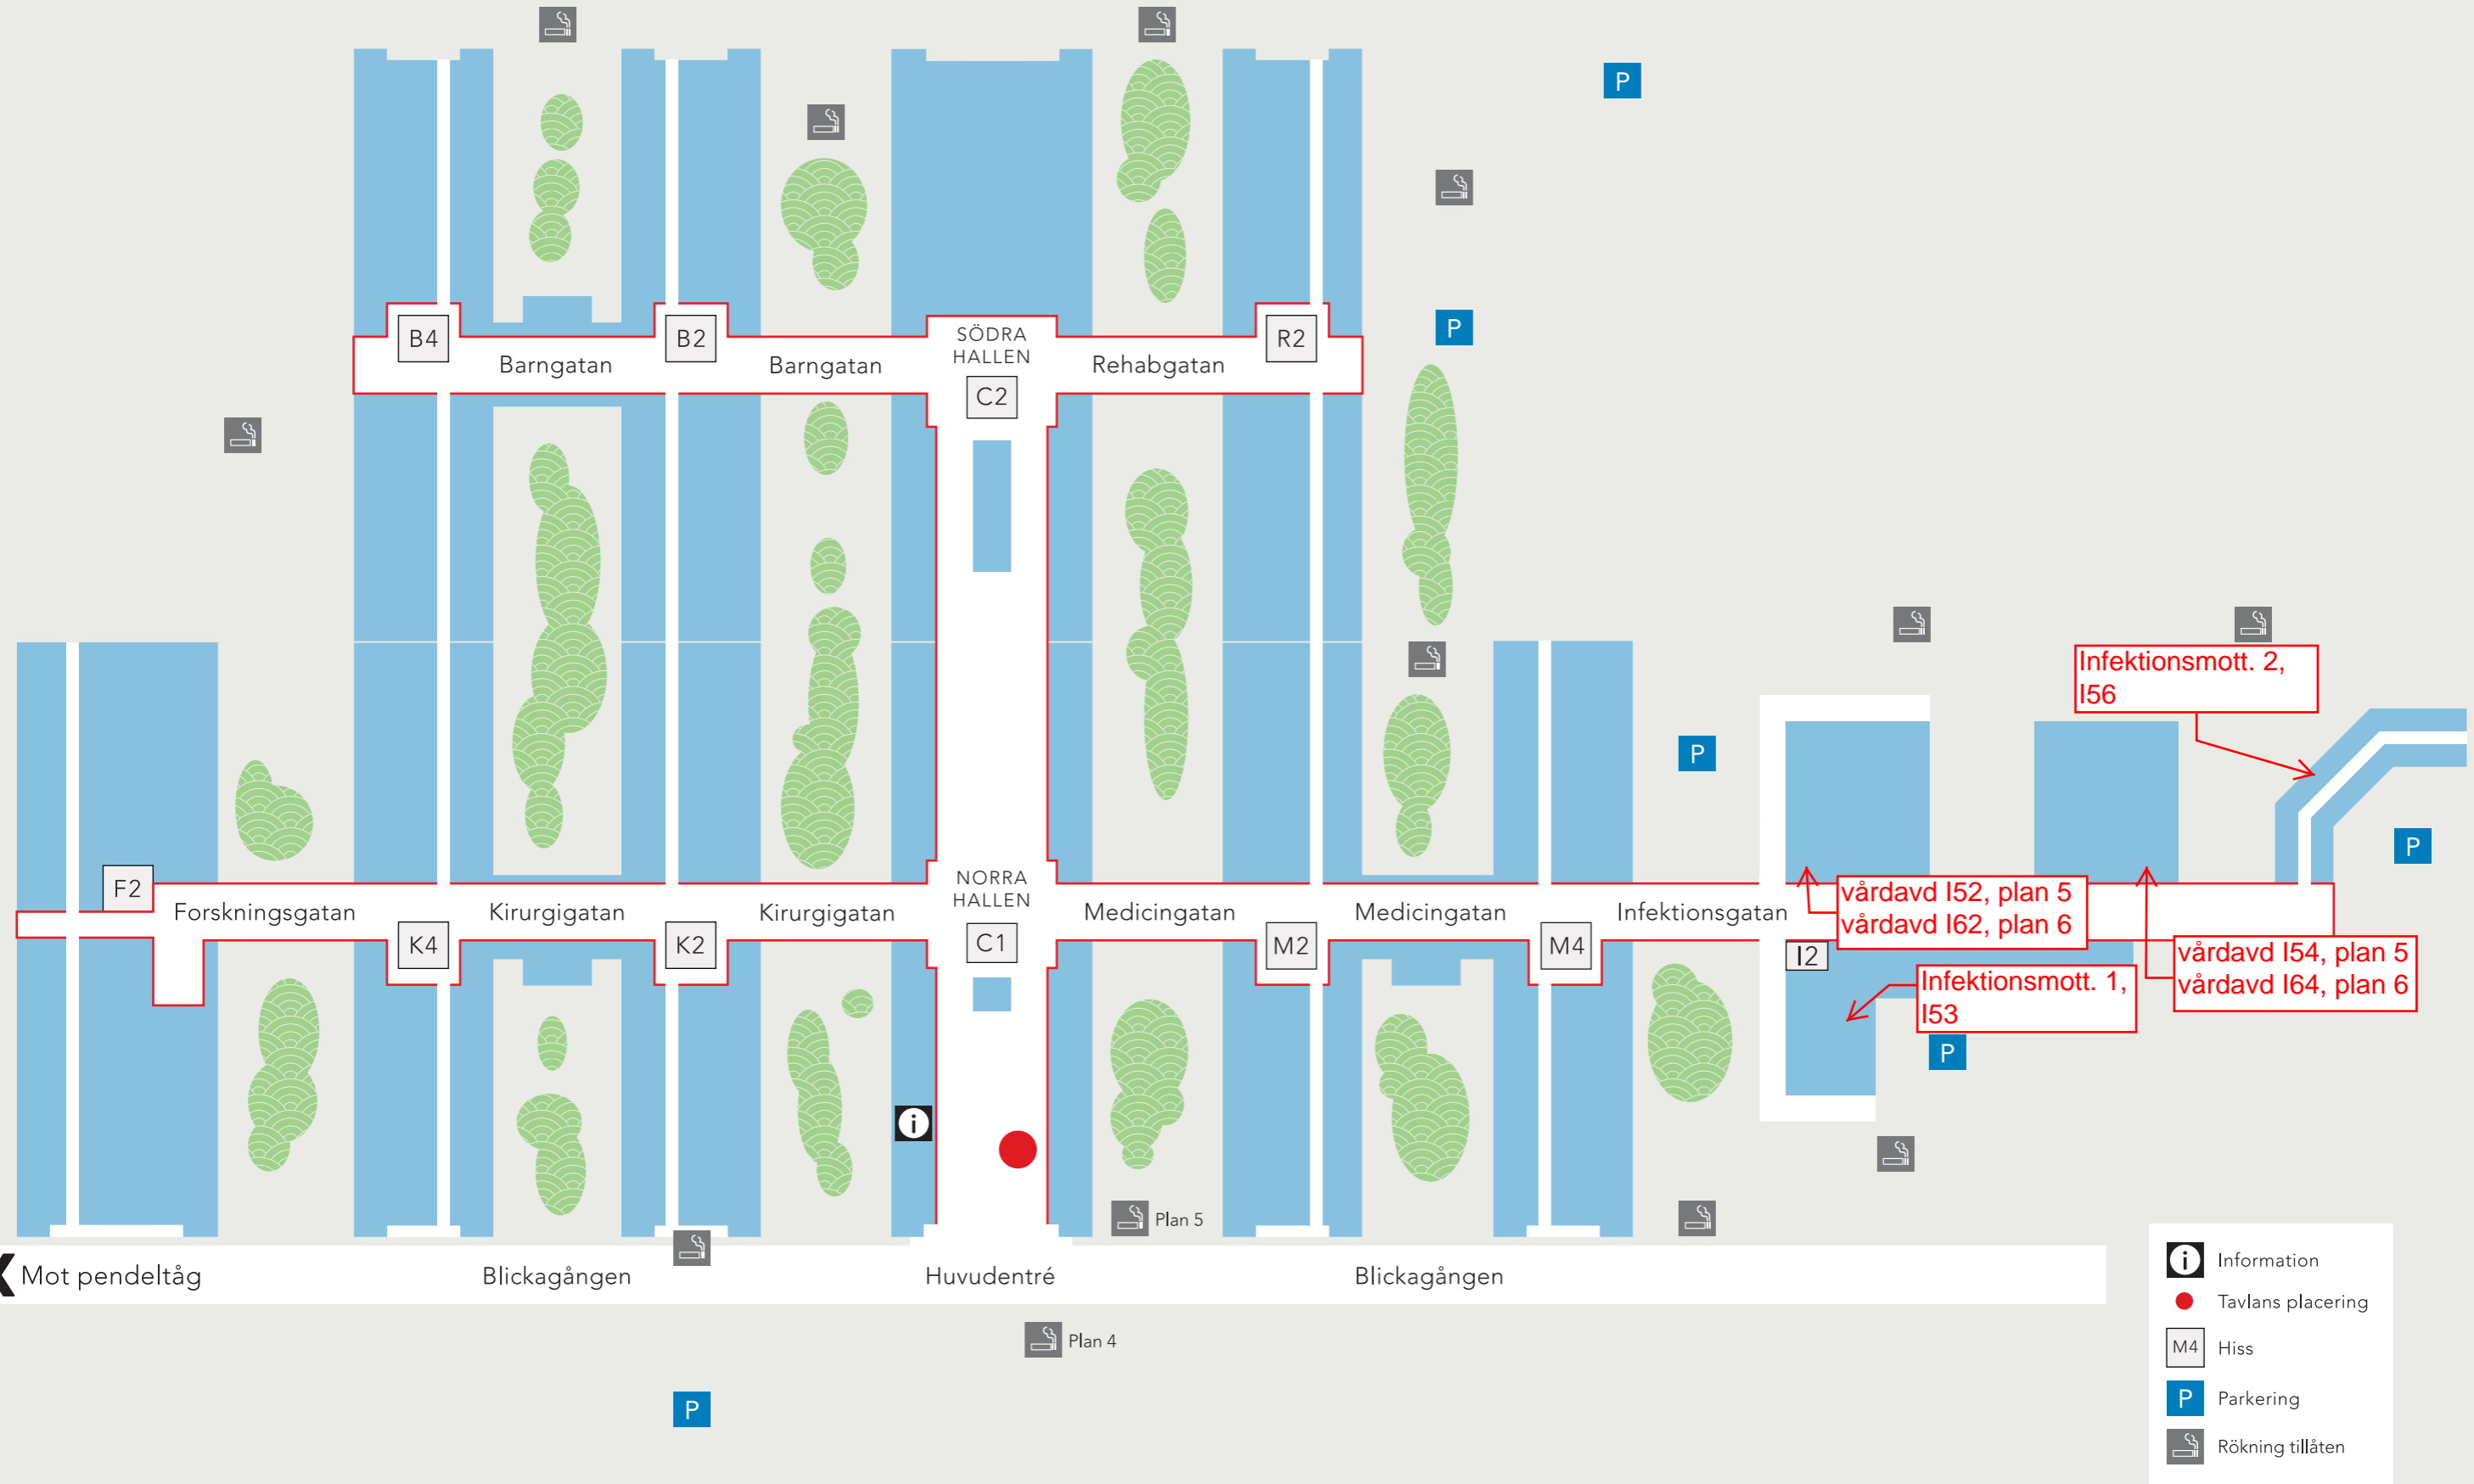 P
P
B4
B2
SÖDRA
HALLEN
R2
Barngatan
Barngatan
Rehabgatan
C2
Infektionsmott. 2,
I56
P
P
F2
NORRA
HALLEN
Forskningsgatan
Kirurgigatan
Kirurgigatan
Medicingatan
Medicingatan
Infektionsgatan
vårdavd I52, plan 5
vårdavd I62, plan 6
K4
K2
C1
M2
M4
I2
vårdavd I54, plan 5
vårdavd I64, plan 6
Infektionsmott. 1,
I53
P
i
Plan 5
Mot pendeltåg
Blickagången
Huvudentré
Blickagången
Plan 4
P
i Information
Tavlans placering
M4 Hiss
P Parkering
Rökning tillåten